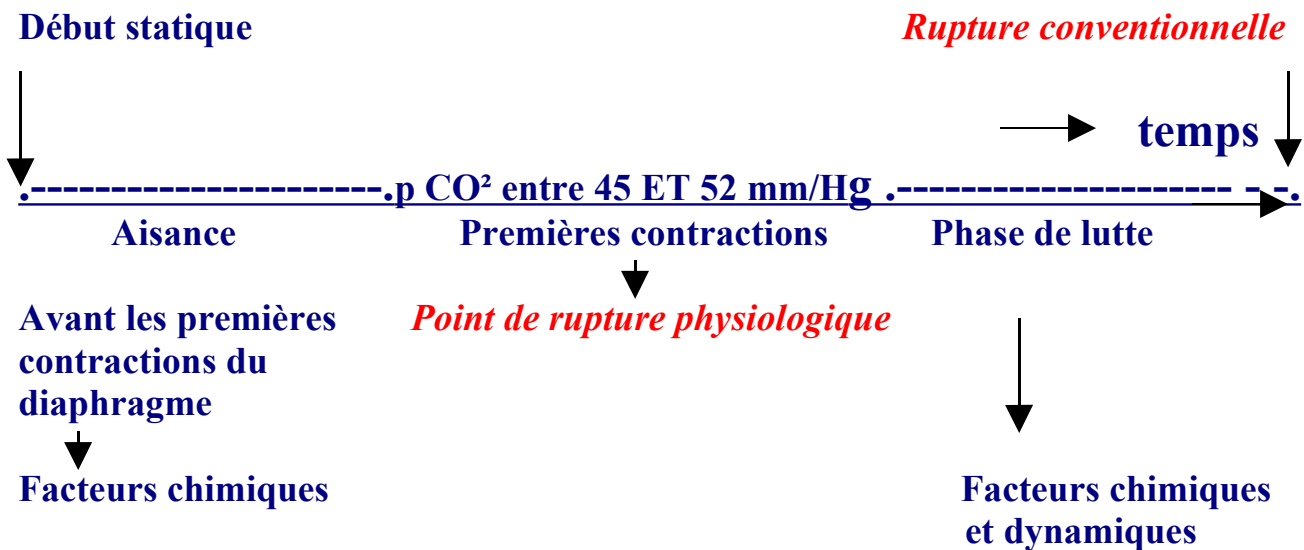 Début statique
Rupture conventionnelle
temps
.--------------------.p CO² entre 45 ET 52 mm/Hg .------------------- - -.
Aisance
Premières contractions
Phase de lutte
Avant les premières
contractions du
diaphragme
Point de rupture physiologique
Facteurs chimiques
Facteurs chimiques
et dynamiques